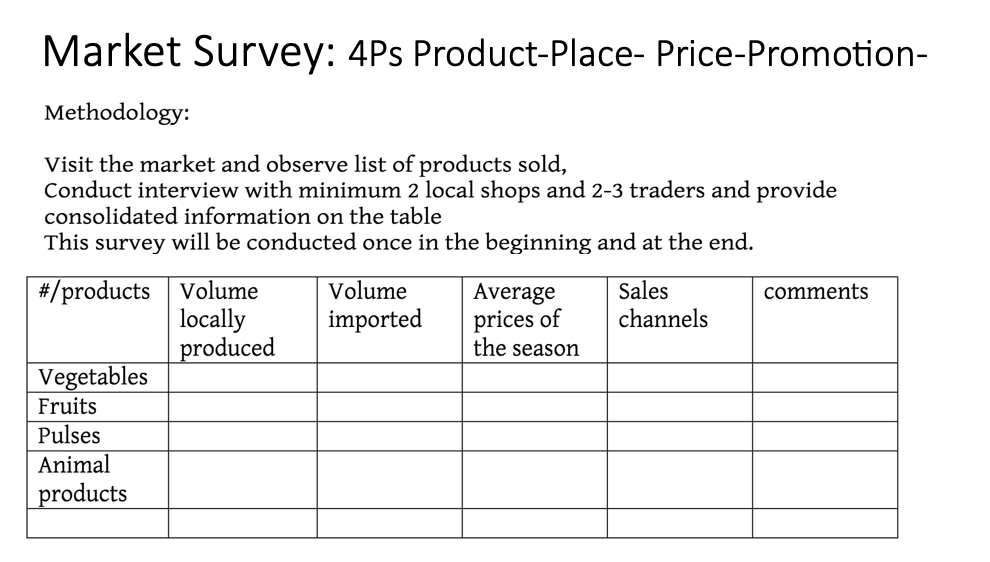 Market Survey: 4Ps Product-Place- Price-Promotion-
Methodology:
Visit the market and observe list of products sold,
Conduct interview with minimum 2 local shops and 2-3 traders and provide
consolidated information on the table
This survey will be conducted once in the beginning and at the end.
#/products
Volume
locally
produced
Volume
imported
Average
prices of
the season
Sales
channels
comments
Vegetables
Fruits
Pulses
Animal
products